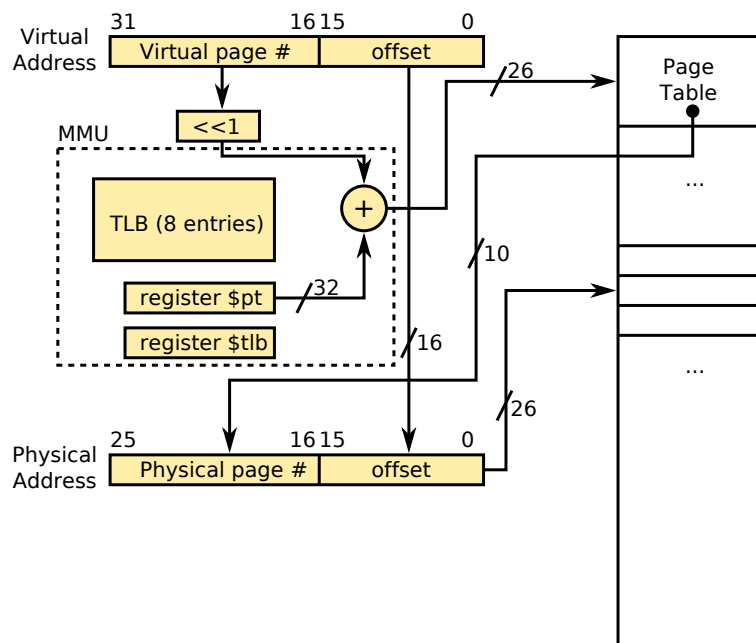 31 16 15 0
Virtual
Address
Virtual page # offset
26
Page
Table
<<1
MMU
...
TLB (8 entries)
+
10
register $pt
32
register $tlb
16
...
26
25 16 15 0
Physical
Address
Physical page # offset